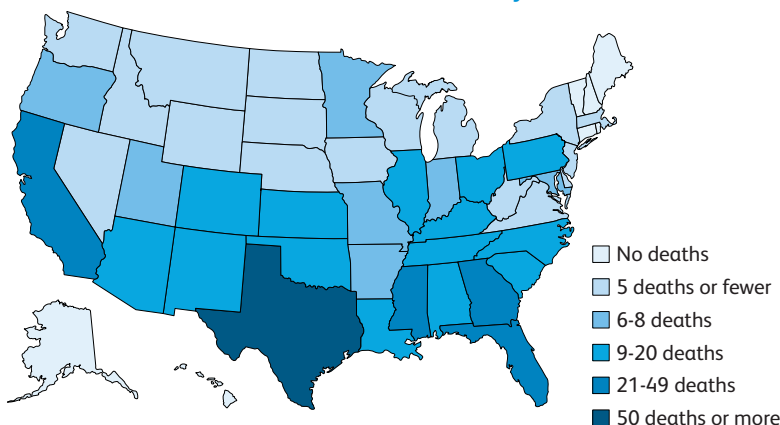 No deaths
5 deaths or fewer
6-8 deaths
9-20 deaths
21-49 deaths
50 deaths or more